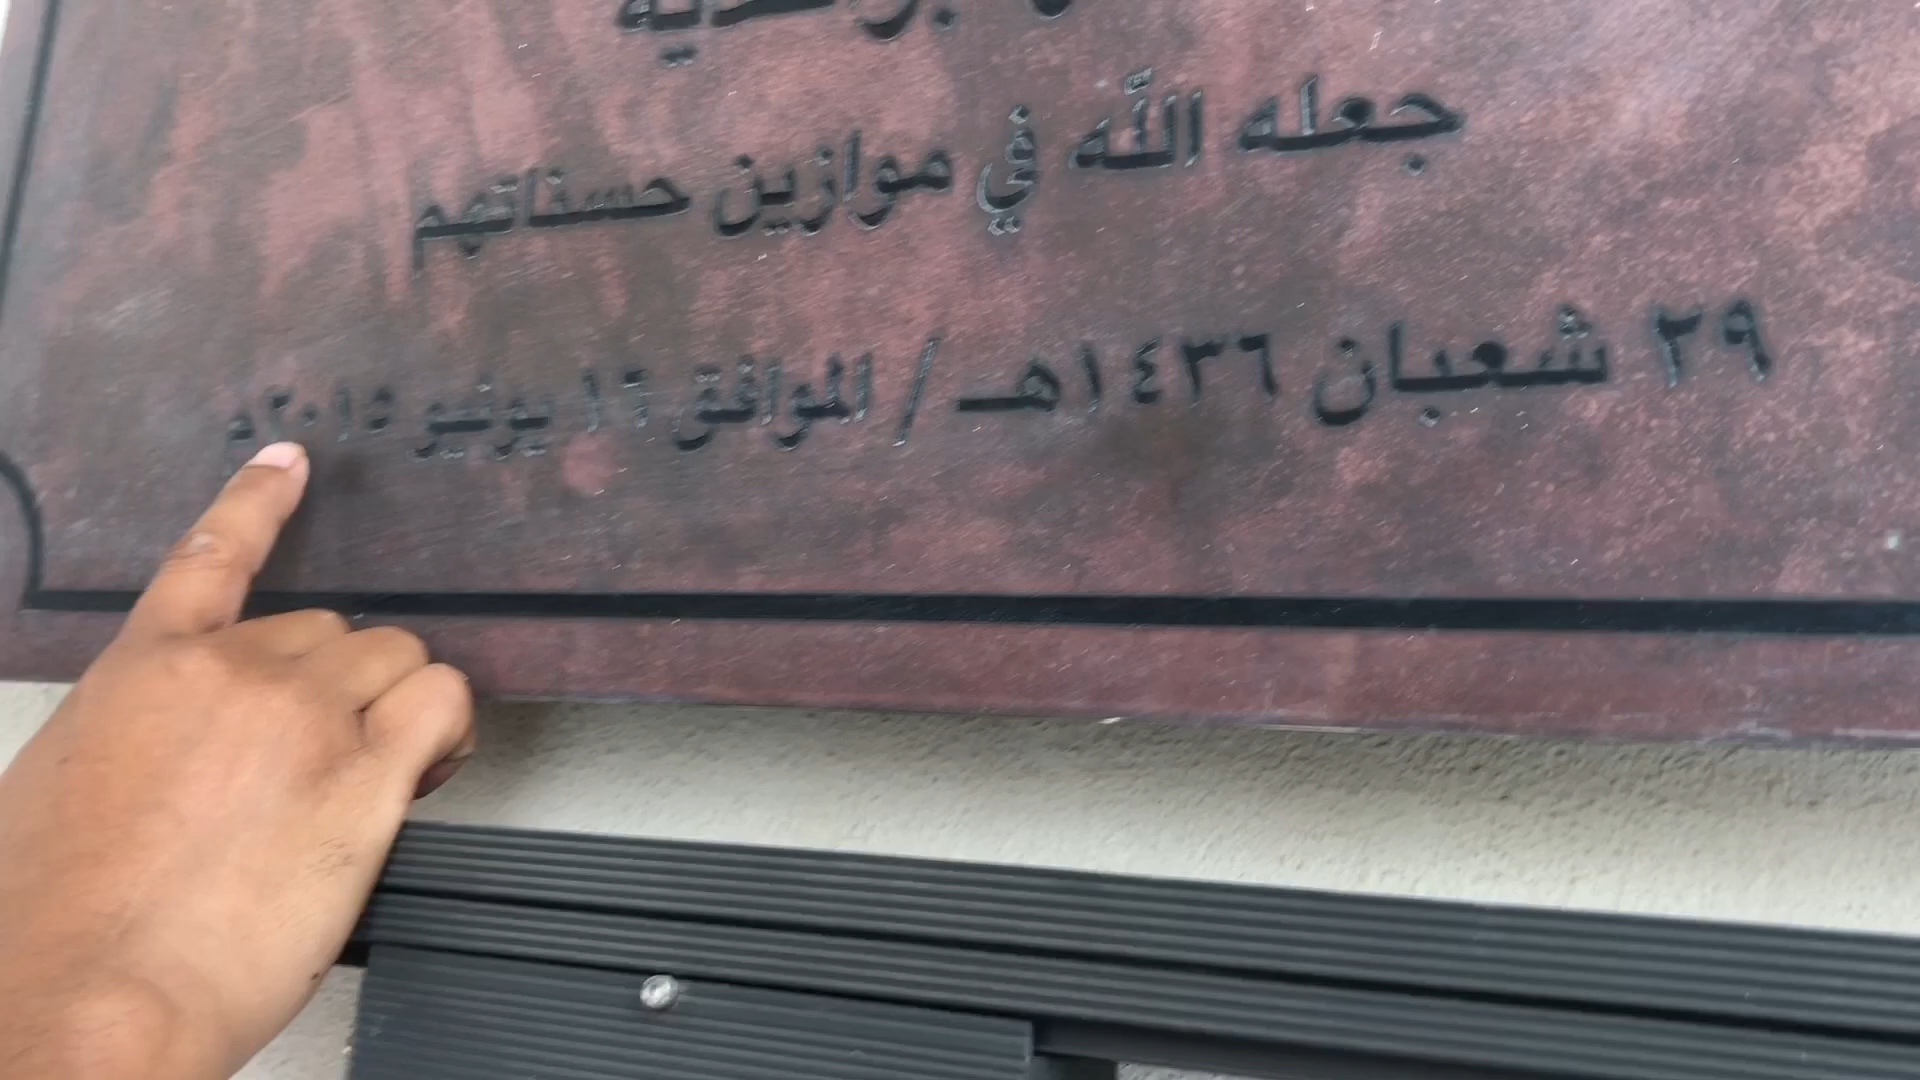 جعله الله في موازين حسناتهم
٢٩ شعبان ١٤٣٦هـ / الموافق ١٦ يونيو ٢٠١٥م